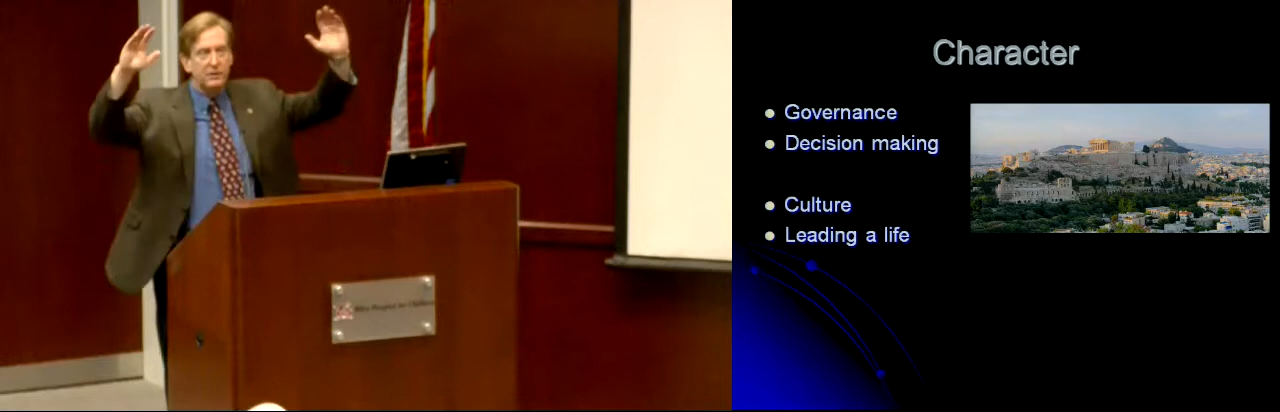 Character
Governance
Decision making
Culture
Leading a life